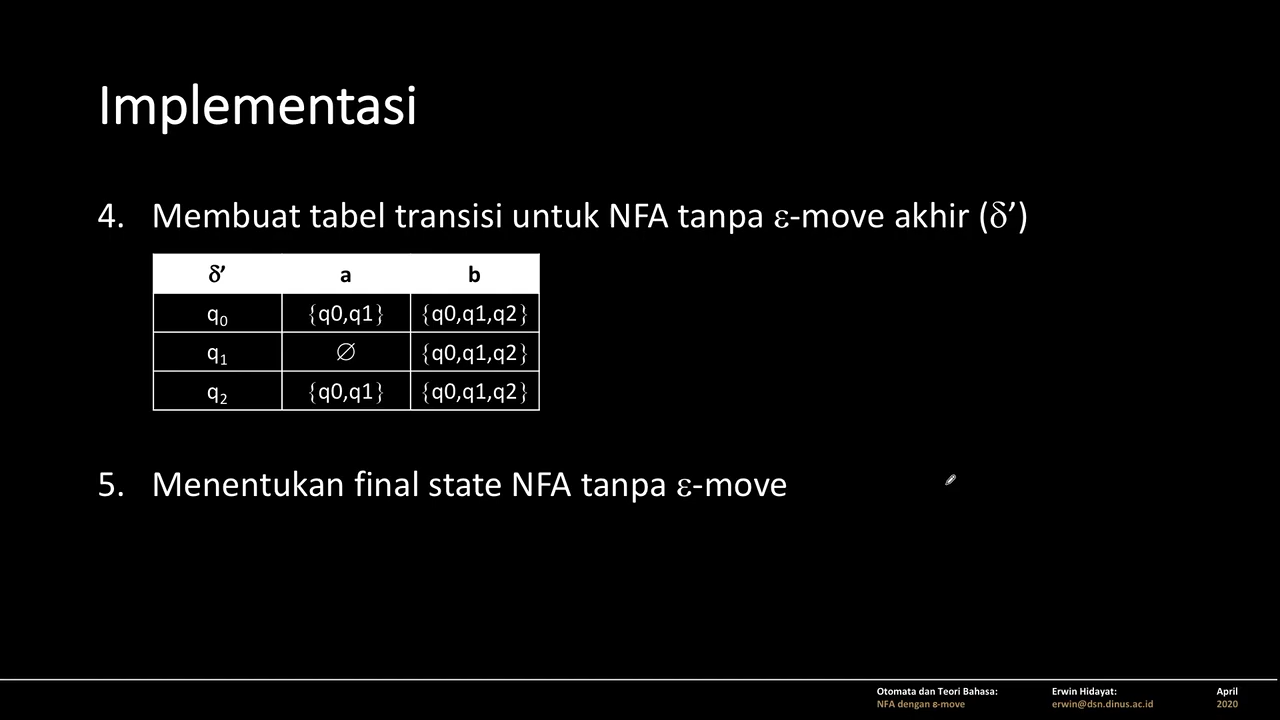 Implementasi
4. Membuat tabel transisi untuk NFA tanpa ε-move akhir (δ’)
δ’ a b
q₀ {q0,q1} {q0,q1,q2}
q₁ ∅ {q0,q1,q2}
q₂ {q0,q1} {q0,q1,q2}
5. Menentukan final state NFA tanpa ε-move
Otomata dan Teori Bahasa: Erwin Hidayat: April
NFA dengan ε-move erwin@dsn.dinus.ac.id 2020